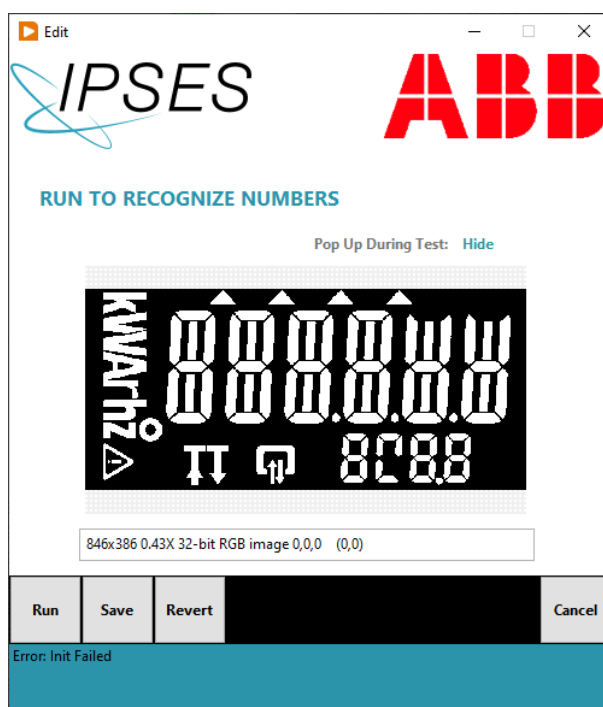 Edit
IPSES
ABB
RUN TO RECOGNIZE NUMBERS
Pop Up During Test: Hide
kWVArhZ
8C8.8
846x386 0.43X 32-bit RGB image 0,0,0 (0,0)
Run Save Revert Cancel
Error: Init Failed